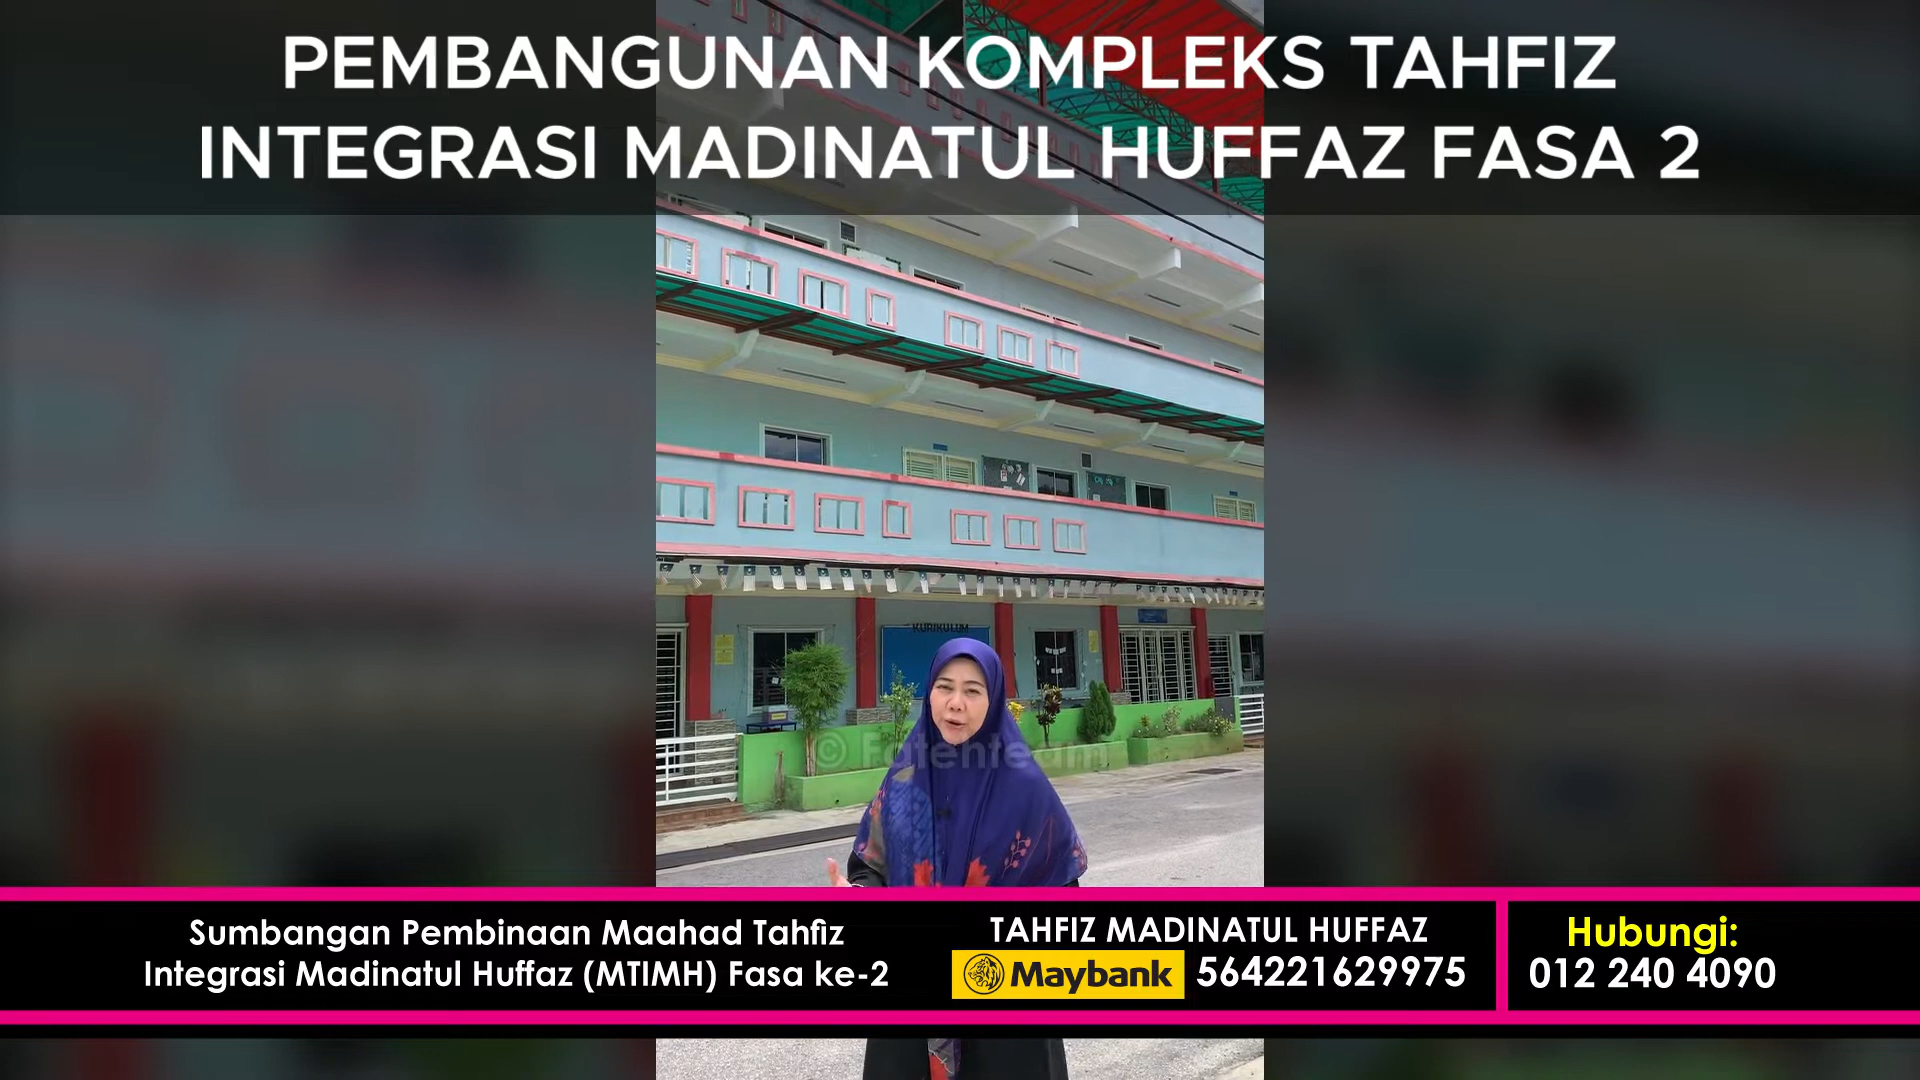 PEMBANGUNAN KOMPLEKS TAHFIZ
INTEGRASI MADINATUL HUFFAZ FASA 2
KURIKULUM
© Fatenteam
Sumbangan Pembinaan Maahad Tahfiz
Integrasi Madinatul Huffaz (MTIMH) Fasa ke-2
TAHFIZ MADINATUL HUFFAZ
Maybank 564221629975
Hubungi:
012 240 4090